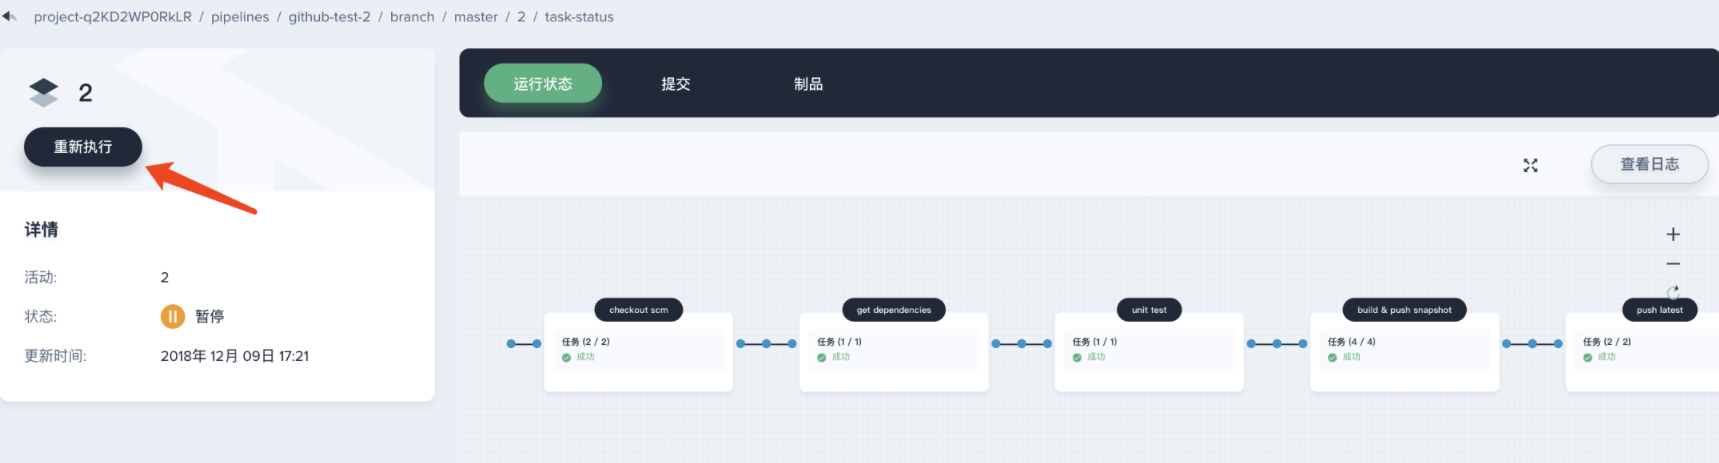 project-q2KD2WP0RkLR / pipelines / github-test-2 / branch / master / 2 / task-status
2
重新执行
详情
活动: 2
状态: 暂停
更新时间: 2018年 12月 09日 17:21
运行状态 提交 制品
查看日志
checkout scm
任务 (2 / 2)
成功
get dependencies
任务 (1 / 1)
成功
unit test
任务 (1 / 1)
成功
build & push snapshot
任务 (4 / 4)
成功
push latest
任务 (2 / 2)
成功